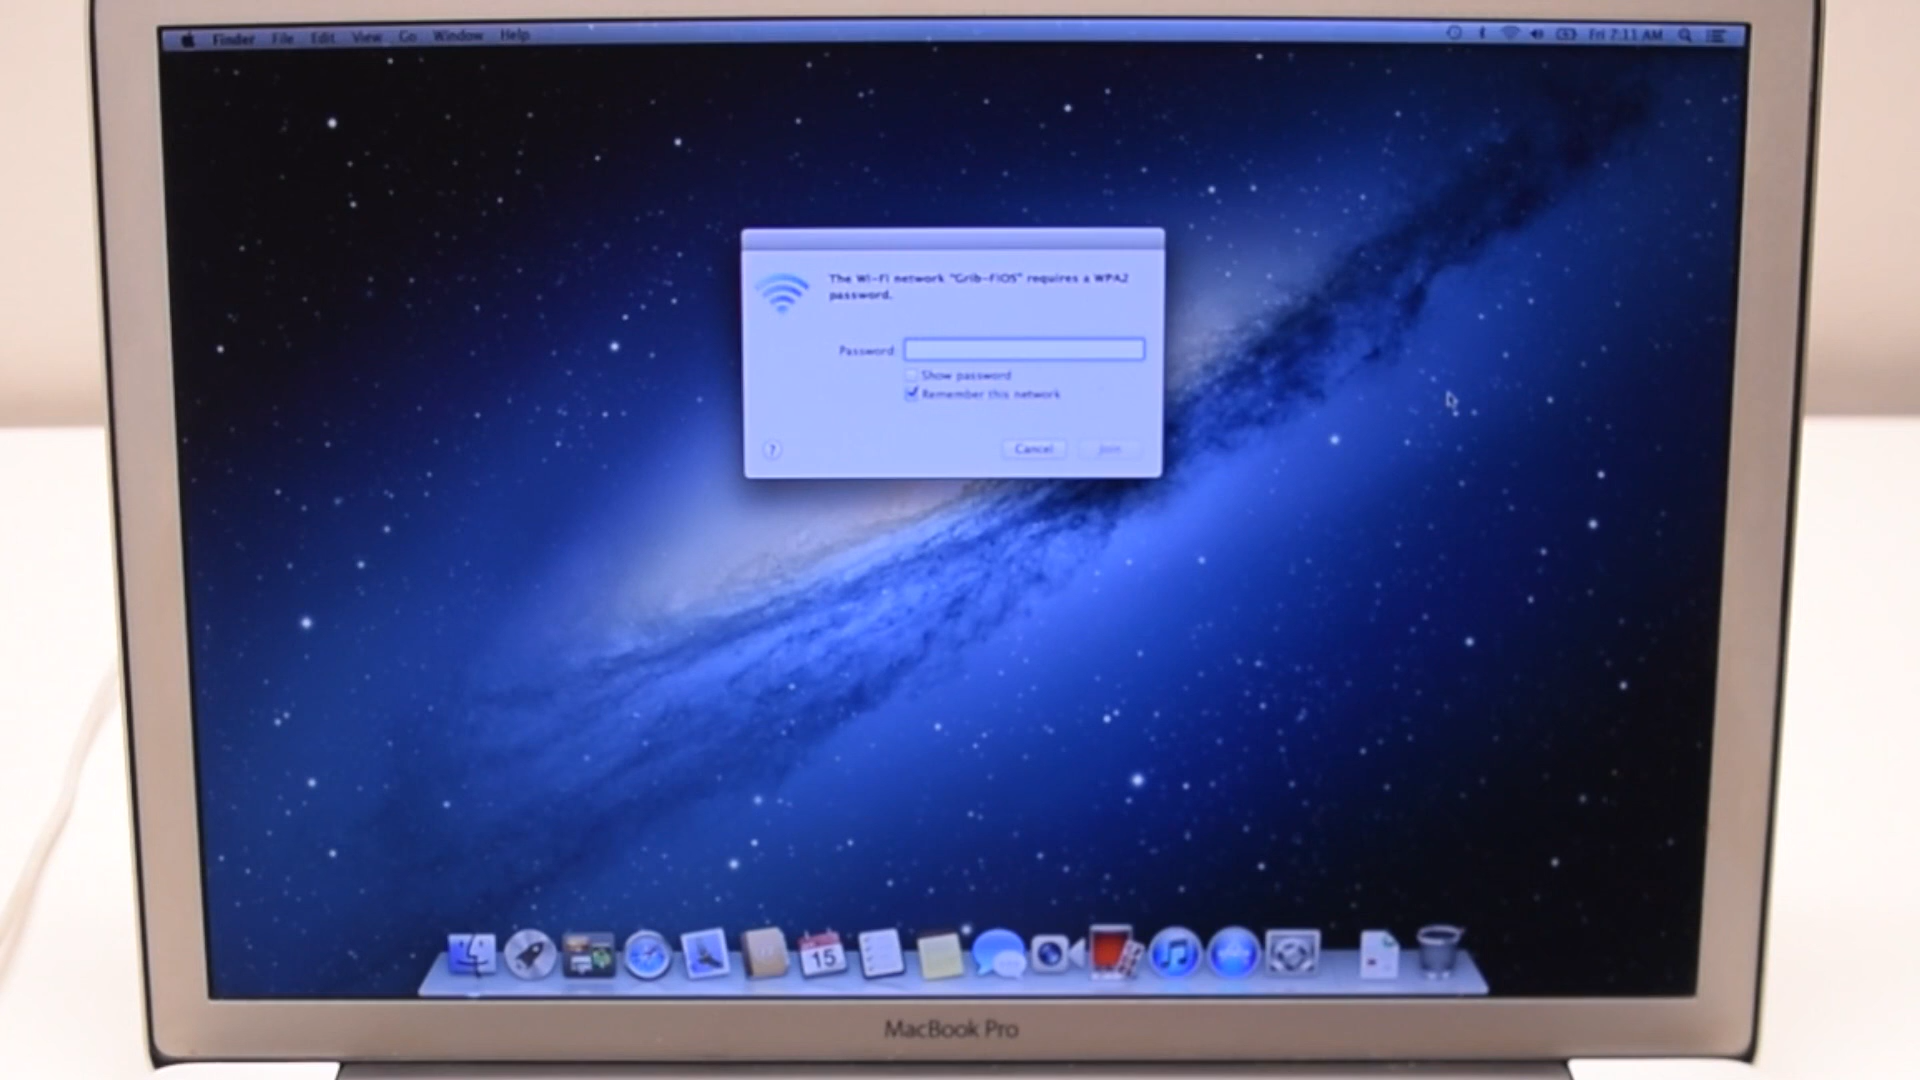 Finder File Edit View Go Window Help Fri 7:11 AM
The Wi-Fi network "Grib-FiOS" requires a WPA2
password.
Password
Show password
Remember this network
? Cancel Join
15
MacBook Pro